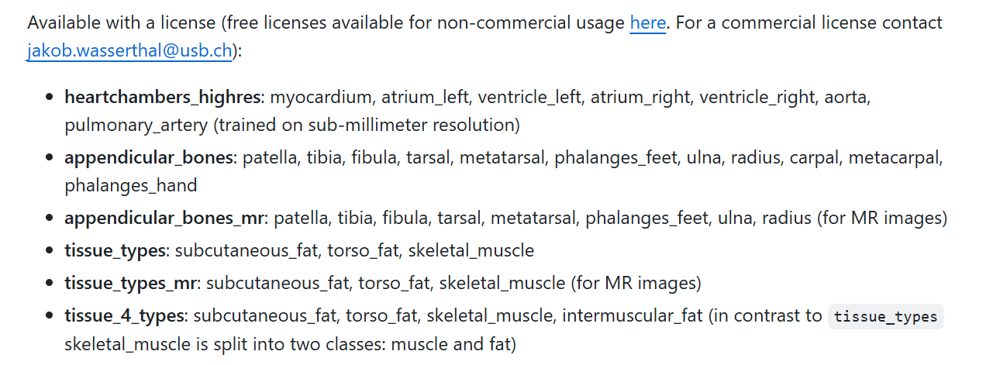 Available with a license (free licenses available for non-commercial usage here. For a commercial license contact
jakob.wasserthal@usb.ch):
• heartchambers_highres: myocardium, atrium_left, ventricle_left, atrium_right, ventricle_right, aorta,
pulmonary_artery (trained on sub-millimeter resolution)
• appendicular_bones: patella, tibia, fibula, tarsal, metatarsal, phalanges_feet, ulna, radius, carpal, metacarpal,
phalanges_hand
• appendicular_bones_mr: patella, tibia, fibula, tarsal, metatarsal, phalanges_feet, ulna, radius (for MR images)
• tissue_types: subcutaneous_fat, torso_fat, skeletal_muscle
• tissue_types_mr: subcutaneous_fat, torso_fat, skeletal_muscle (for MR images)
• tissue_4_types: subcutaneous_fat, torso_fat, skeletal_muscle, intermuscular_fat (in contrast to tissue_types
skeletal_muscle is split into two classes: muscle and fat)